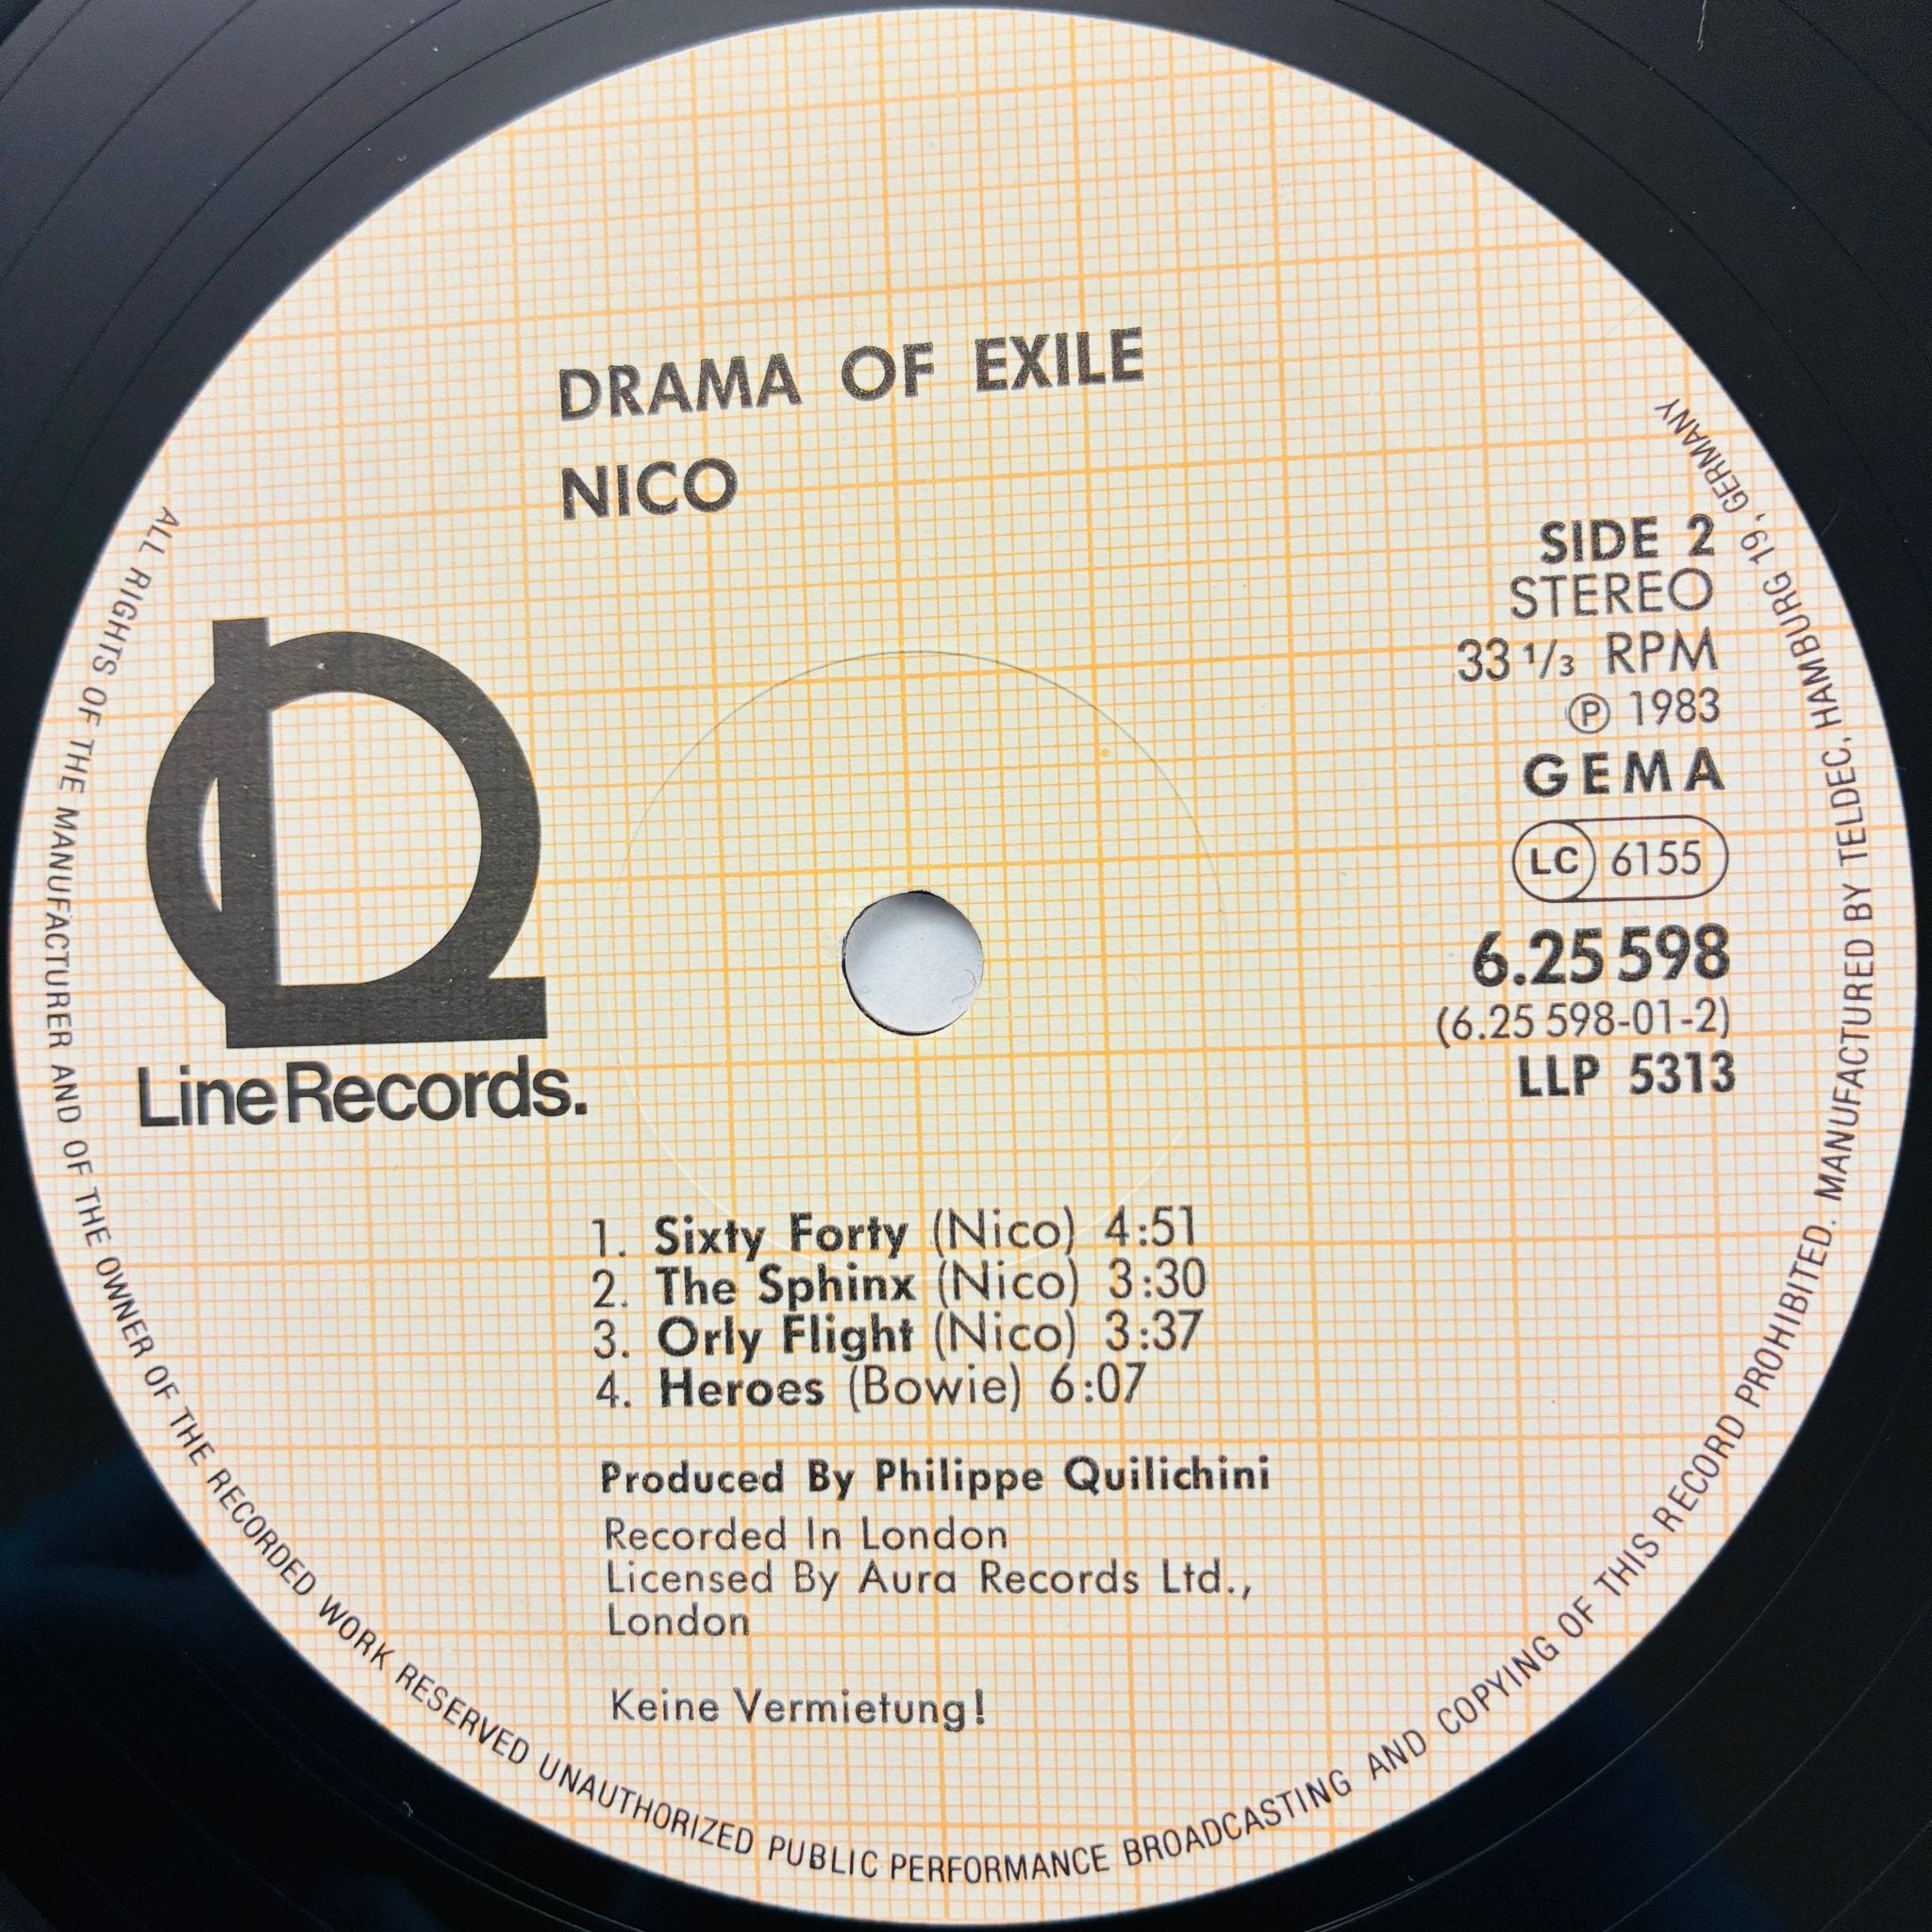 DRAMA OF EXILE
NICO
SIDE 2
STEREO
33 1/3 RPM
Ⓟ 1983
GEMA
LC 6155
6.25 598
(6.25 598-01-2)
LLP 5313
Line Records.
1. Sixty Forty (Nico) 4:51
2. The Sphinx (Nico) 3:30
3. Orly Flight (Nico) 3:37
4. Heroes (Bowie) 6:07
Produced By Philippe Quilichini
Recorded In London
Licensed By Aura Records Ltd.,
London
Keine Vermietung!
ALL RIGHTS OF THE MANUFACTURER AND OF THE OWNER OF THE RECORDED WORK RESERVED UNAUTHORIZED PUBLIC PERFORMANCE BROADCASTING AND COPYING OF THIS RECORD PROHIBITED. MANUFACTURED BY TELDEC, HAMBURG 19, GERMANY